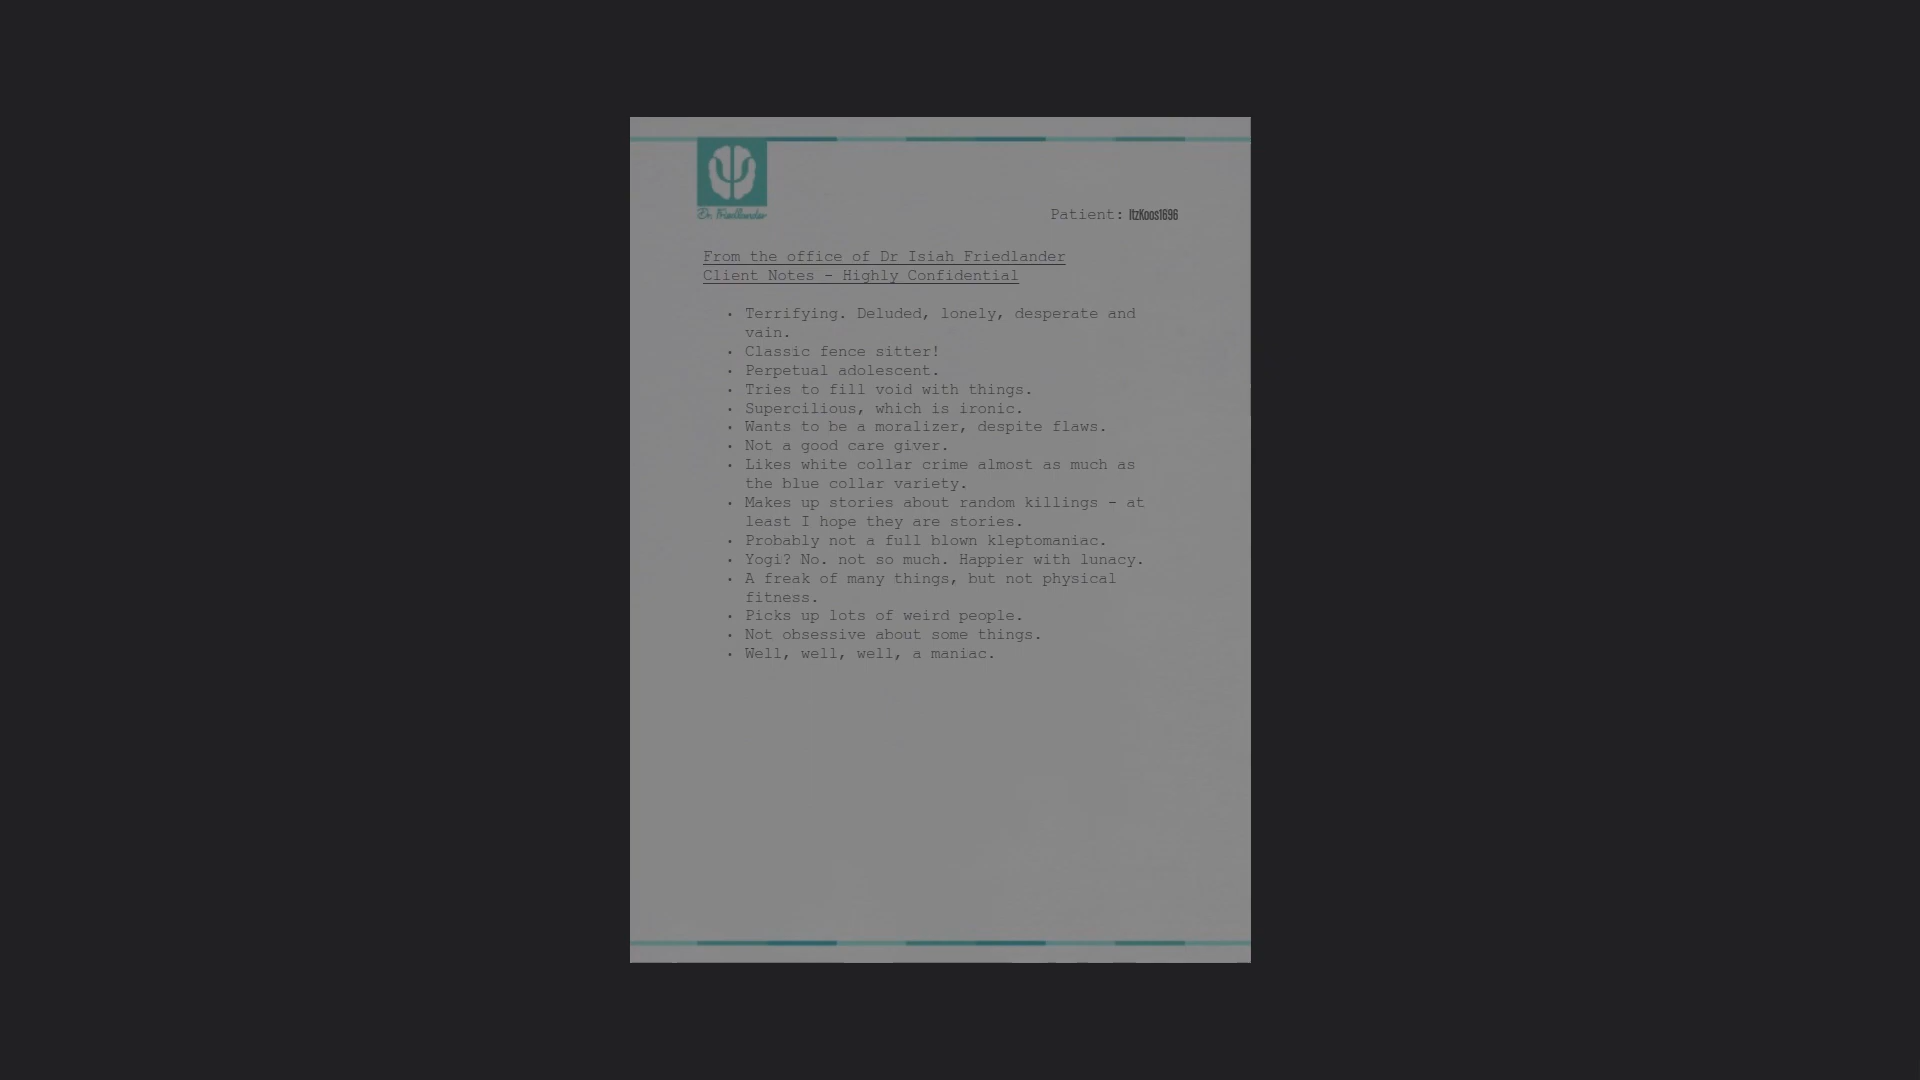 Dr. Friedlander
Patient: ItzKoos1696
From the office of Dr Isiah Friedlander
Client Notes - Highly Confidential
• Terrifying. Deluded, lonely, desperate and
vain.
• Classic fence sitter!
• Perpetual adolescent.
• Tries to fill void with things.
• Supercilious, which is ironic.
• Wants to be a moralizer, despite flaws.
• Not a good care giver.
• Likes white collar crime almost as much as
the blue collar variety.
• Makes up stories about random killings - at
least I hope they are stories.
• Probably not a full blown kleptomaniac.
• Yogi? No. not so much. Happier with lunacy.
• A freak of many things, but not physical
fitness.
• Picks up lots of weird people.
• Not obsessive about some things.
• Well, well, well, a maniac.